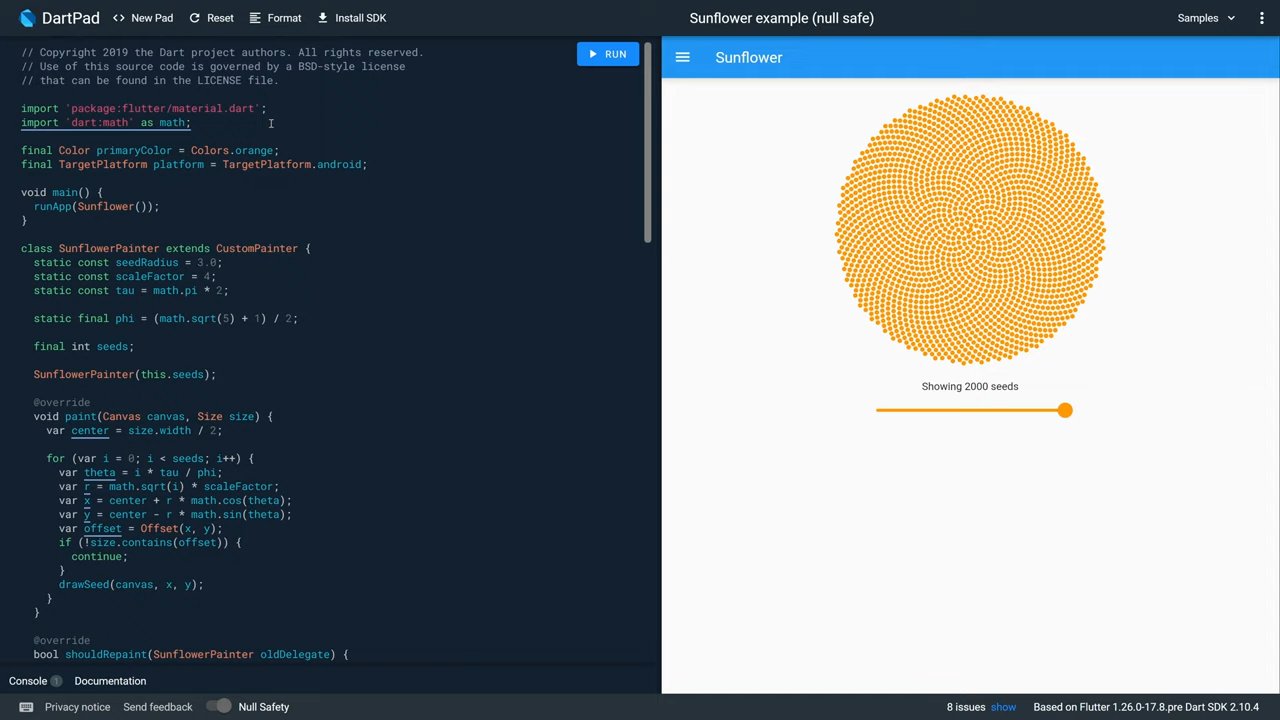 DartPad
New Pad
Reset
Format
Install SDK
Sunflower example (null safe)
Samples
// Copyright 2019 the Dart project authors. All rights reserved.
// Use of this source code is governed by a BSD-style license
// that can be found in the LICENSE file.
RUN
import 'package:flutter/material.dart';
import 'dart:math' as math;
final Color primaryColor = Colors.orange;
final TargetPlatform platform = TargetPlatform.android;
void main() {
runApp(Sunflower());
}
class SunflowerPainter extends CustomPainter {
static const seedRadius = 3.0;
static const scaleFactor = 4;
static const tau = math.pi * 2;
static final phi = (math.sqrt(5) + 1) / 2;
final int seeds;
SunflowerPainter(this.seeds);
@override
void paint(Canvas canvas, Size size) {
var center = size.width / 2;
for (var i = 0; i < seeds; i++) {
var theta = i * tau / phi;
var r = math.sqrt(i) * scaleFactor;
var x = center + r * math.cos(theta);
var y = center - r * math.sin(theta);
var offset = Offset(x, y);
if (!size.contains(offset)) {
continue;
}
drawSeed(canvas, x, y);
}
}
@override
bool shouldRepaint(SunflowerPainter oldDelegate) {
Sunflower
Showing 2000 seeds
Console 1
Documentation
Privacy notice
Send feedback
Null Safety
8 issues show
Based on Flutter 1.26.0-17.8.pre Dart SDK 2.10.4